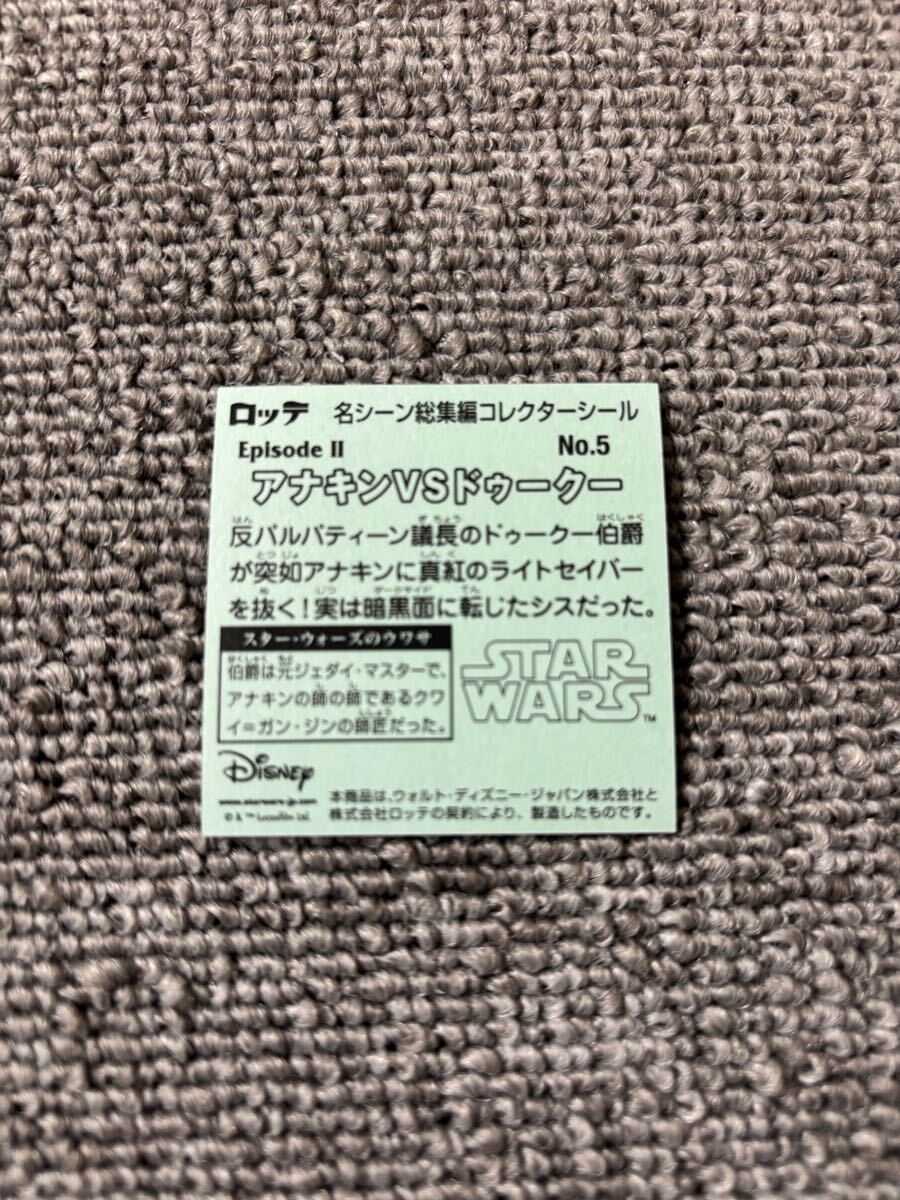 ロッテ 名シーン総集編コレクターシール
Episode II No.5
アナキンVSドゥークー
反パルパティーン議長のドゥークー伯爵
が突如アナキンに真紅のライトセイバー
を抜く！実は暗黒面に転じたシスだった。
スター・ウォーズのウワサ
伯爵は元ジェダイ・マスターで、
アナキンの師の師であるクワ
イ＝ガン・ジンの師匠だった。
STAR
WARS™
Disney
www.starwars.jp.com
© & ™ Lucasfilm Ltd.
本商品は、ウォルト・ディズニー・ジャパン株式会社と
株式会社ロッテの契約により、製造したものです。